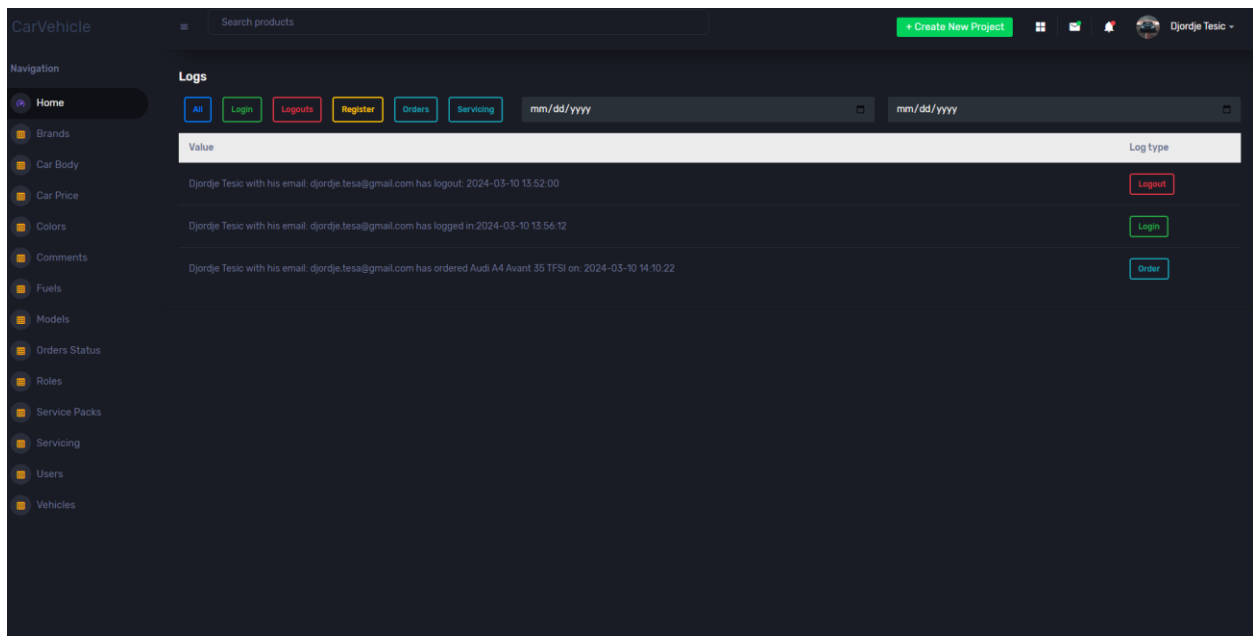 CarVehicle
Search products
+ Create New Project
Djordje Tesic
Navigation
Home
Brands
Car Body
Car Price
Colors
Comments
Fuels
Models
Orders Status
Roles
Service Packs
Servicing
Users
Vehicles
Logs
All Login Logouts Register Orders Servicing mm/dd/yyyy mm/dd/yyyy
Value Log type
Djordje Tesic with his email: djordje.tesa@gmail.com has logout: 2024-03-10 13:52:00 Logout
Djordje Tesic with his email: djordje.tesa@gmail.com has logged in:2024-03-10 13:56:12 Login
Djordje Tesic with his email: djordje.tesa@gmail.com has ordered Audi A4 Avant 35 TFSI on: 2024-03-10 14:10:22 Order